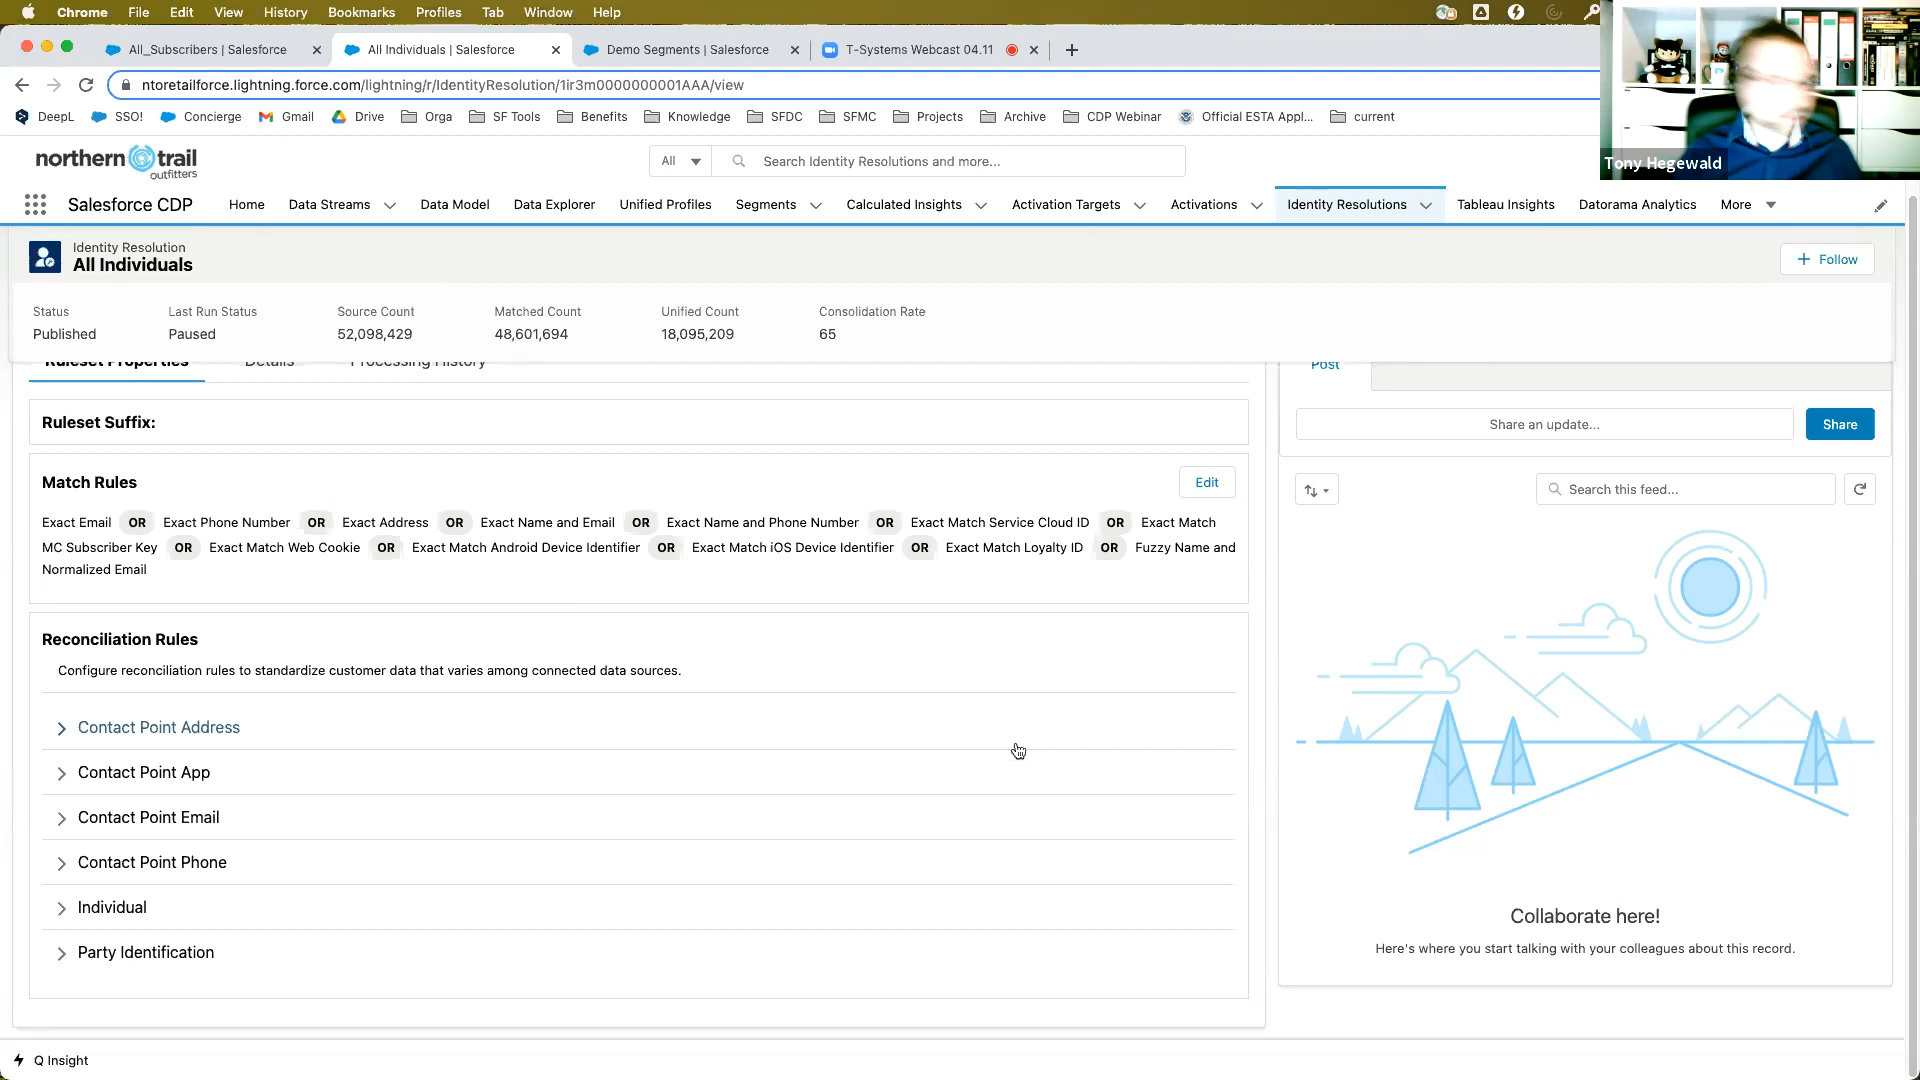 Chrome File Edit View History Bookmarks Profiles Tab Window Help
All_Subscribers | Salesforce All Individuals | Salesforce Demo Segments | Salesforce T-Systems Webcast 04.11
ntoretailforce.lightning.force.com/lightning/r/IdentityResolution/1ir3m0000000001AAA/view
DeepL SSO! Concierge Gmail Drive Orga SF Tools Benefits Knowledge SFDC SFMC Projects Archive CDP Webinar Official ESTA Appl... current
Tony Hegewald
northern trail
outfitters
All Search Identity Resolutions and more...
Salesforce CDP Home Data Streams Data Model Data Explorer Unified Profiles Segments Calculated Insights Activation Targets Activations Identity Resolutions Tableau Insights Datorama Analytics More
Identity Resolution
All Individuals
Follow
Status Last Run Status Source Count Matched Count Unified Count Consolidation Rate
Published Paused 52,098,429 48,601,694 18,095,209 65
Ruleset Properties Details Processing History
Post
Ruleset Suffix:
Share an update... Share
Match Rules Edit
Search this feed...
Exact Email OR Exact Phone Number OR Exact Address OR Exact Name and Email OR Exact Name and Phone Number OR Exact Match Service Cloud ID OR Exact Match
MC Subscriber Key OR Exact Match Web Cookie OR Exact Match Android Device Identifier OR Exact Match iOS Device Identifier OR Exact Match Loyalty ID OR Fuzzy Name and
Normalized Email
Reconciliation Rules
Configure reconciliation rules to standardize customer data that varies among connected data sources.
Contact Point Address
Contact Point App
Contact Point Email
Contact Point Phone
Individual
Party Identification
Collaborate here!
Here's where you start talking with your colleagues about this record.
Q Insight